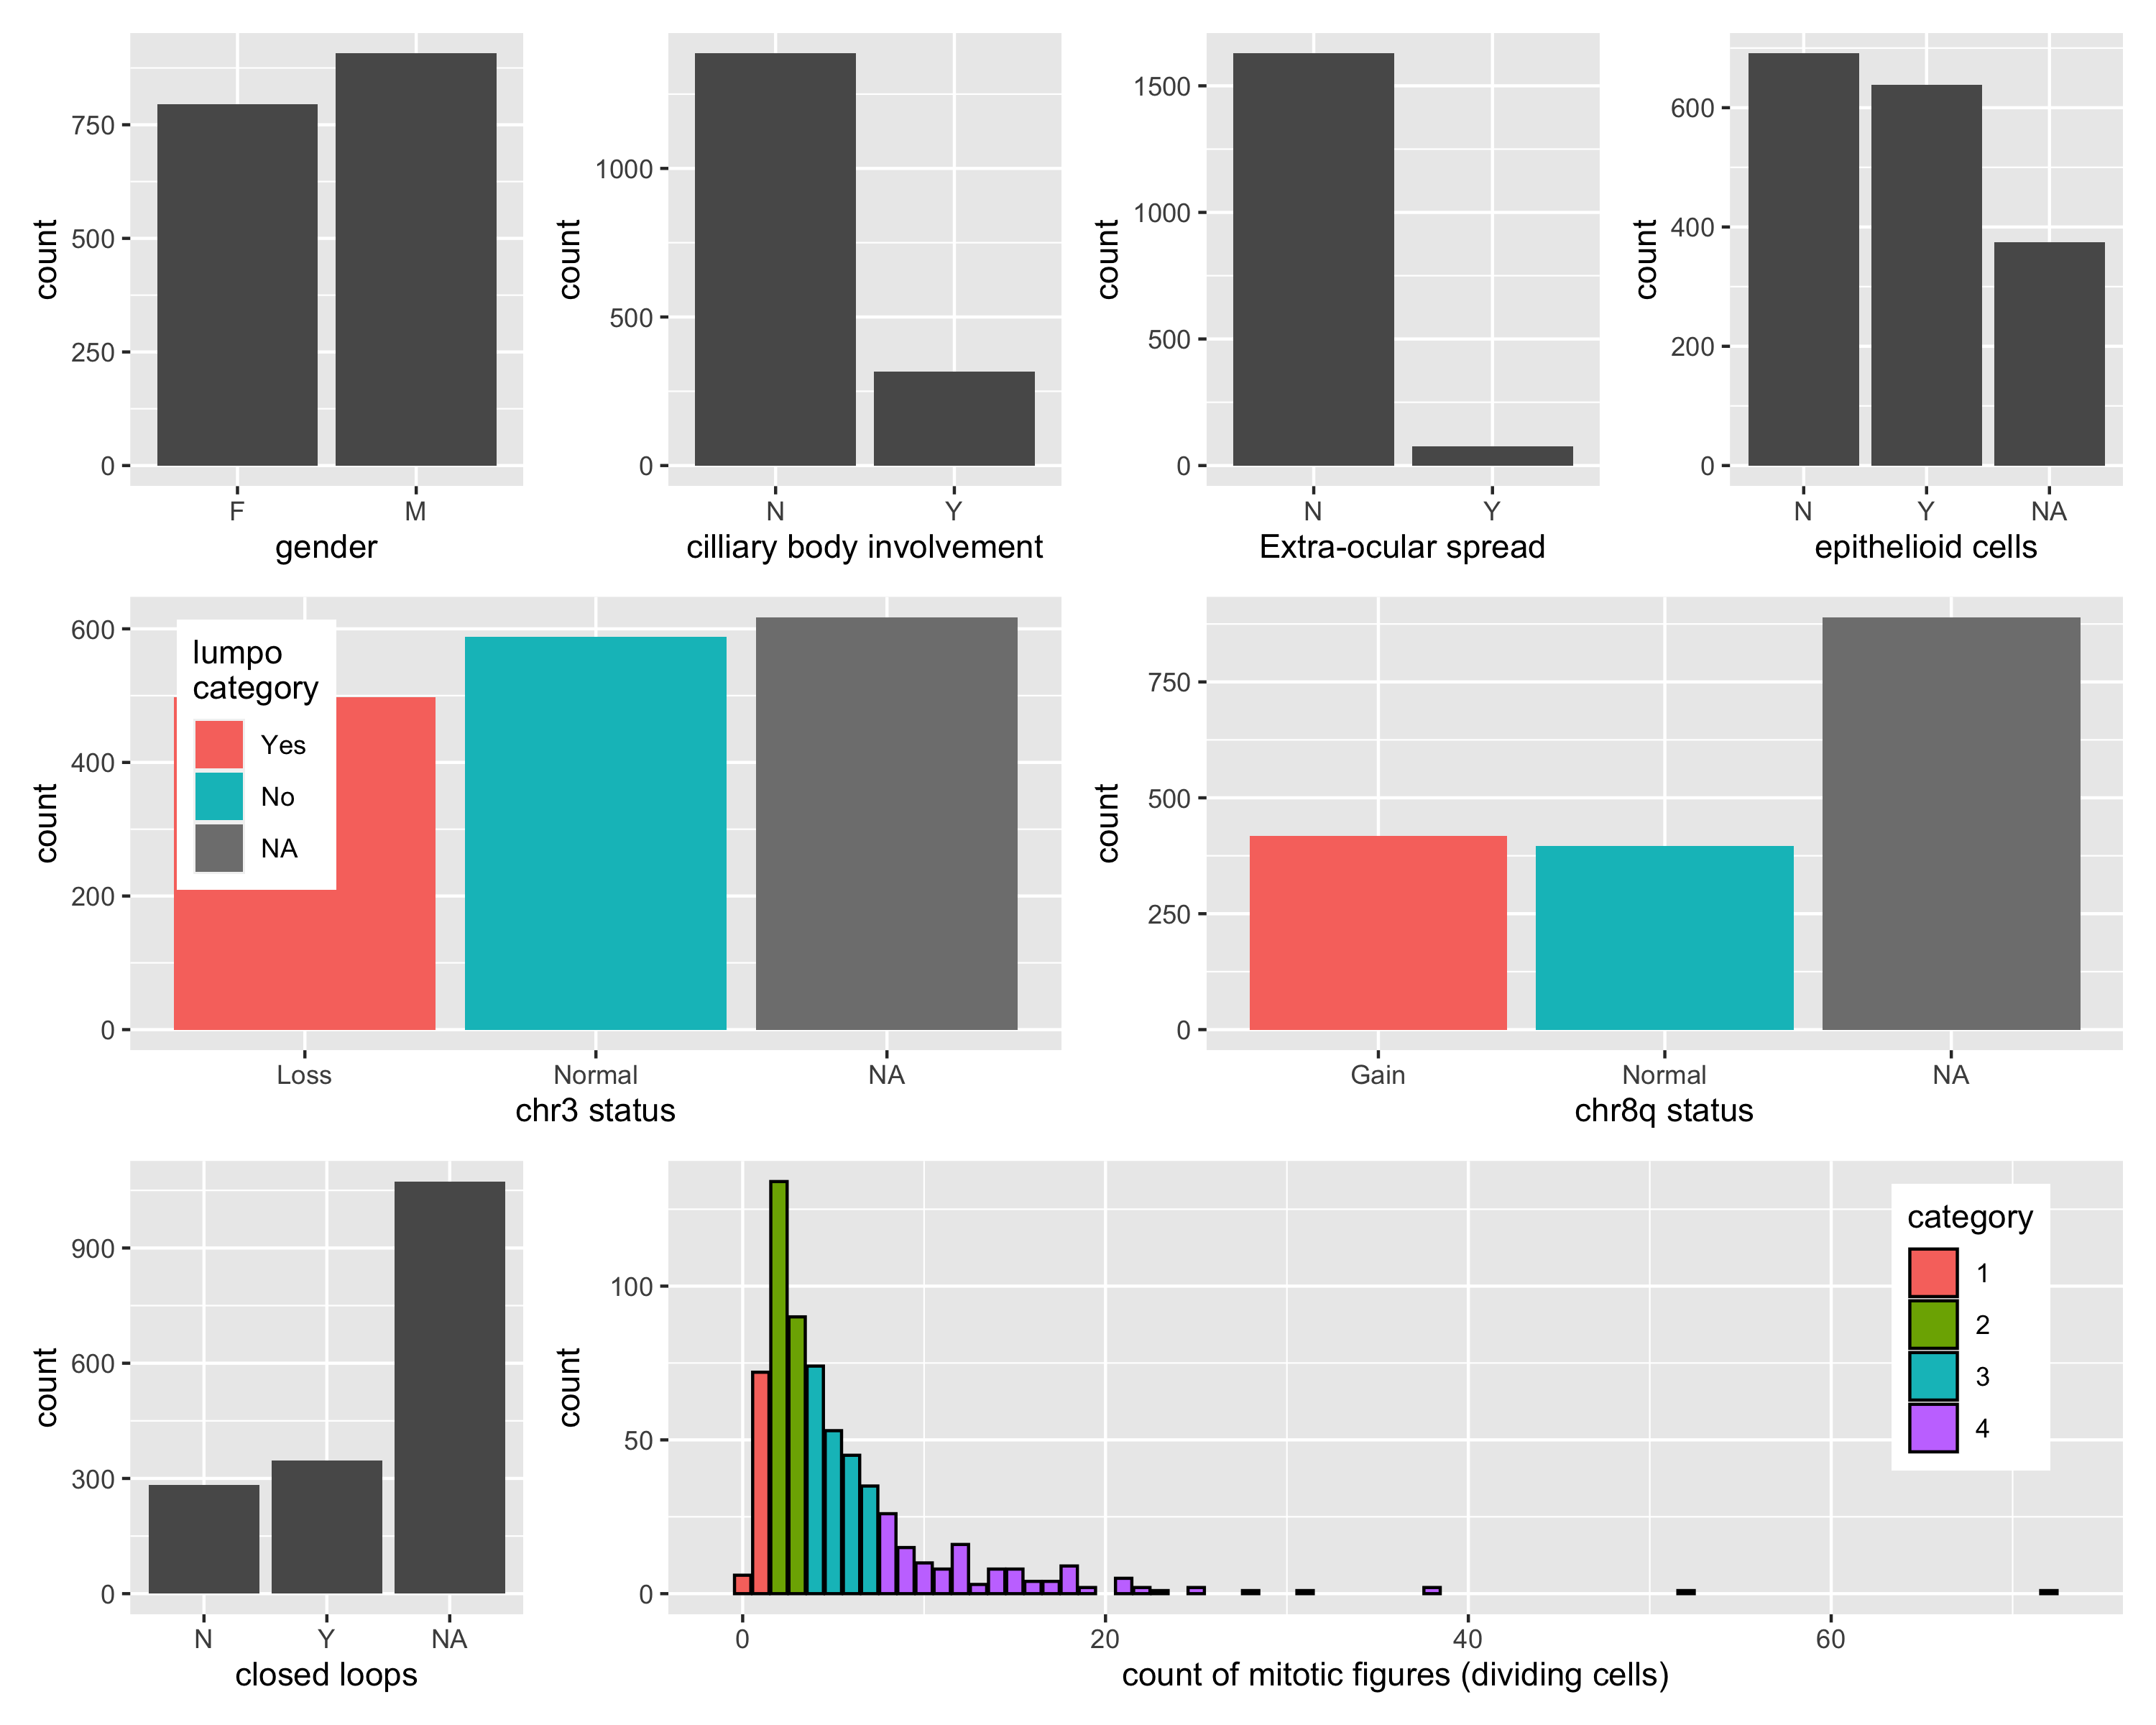 750
500
250
0
count
F
M
gender
1000
500
0
count
N
Y
cilliary body involvement
1500
1000
500
0
count
N
Y
Extra-ocular spread
600
400
200
0
count
N
Y
NA
epithelioid cells
600
400
200
0
count
lumpo
category
Yes
No
NA
Loss
Normal
NA
chr3 status
750
500
250
0
count
Gain
Normal
NA
chr8q status
900
600
300
0
count
N
Y
NA
closed loops
100
50
0
count
category
1
2
3
4
0
20
40
60
count of mitotic figures (dividing cells)